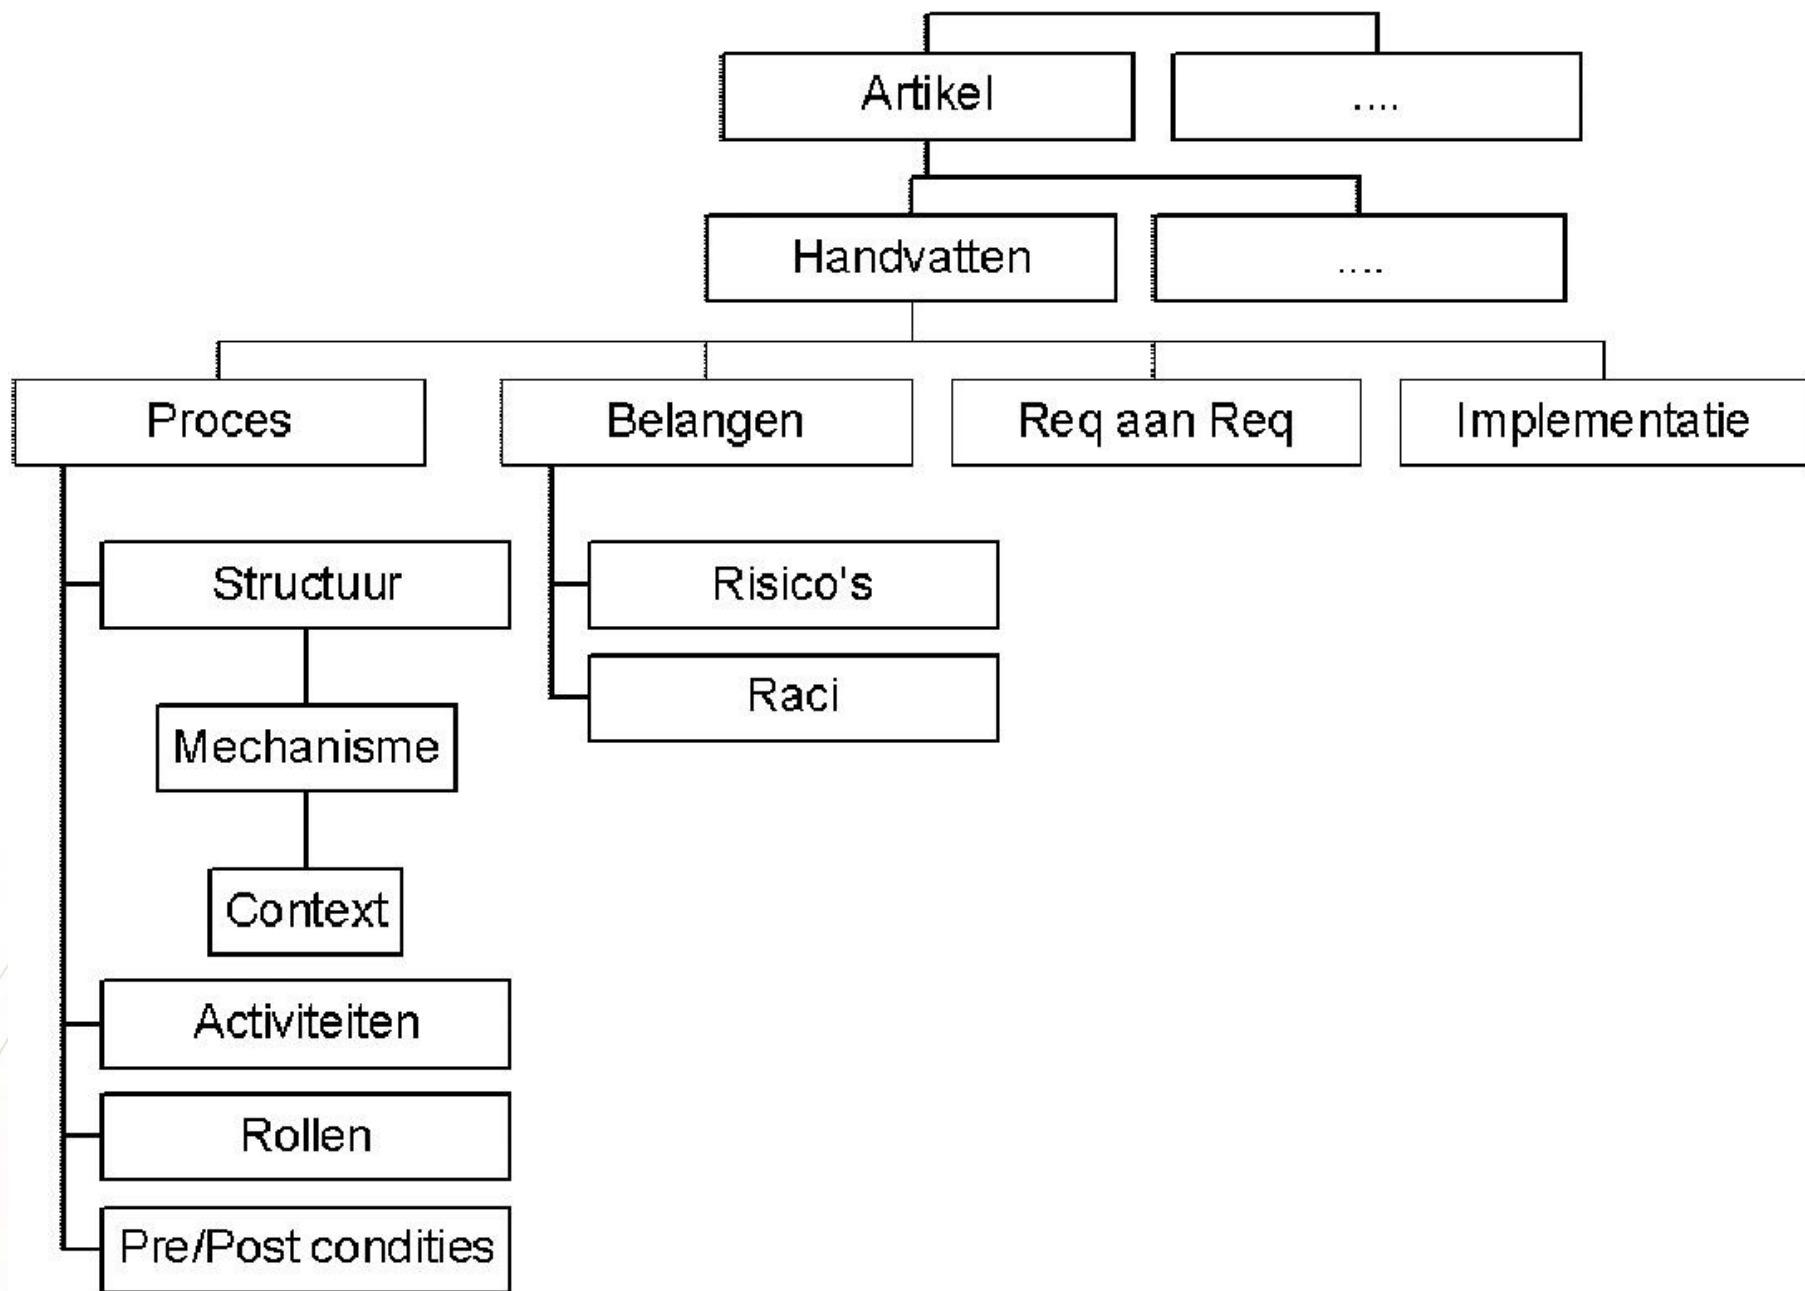 Artikel
....
Handvatten
....
Proces
Belangen
Req aan Req
Implementatie
Structuur
Risico's
Raci
Mechanisme
Context
Activiteiten
Rollen
Pre/Post condities